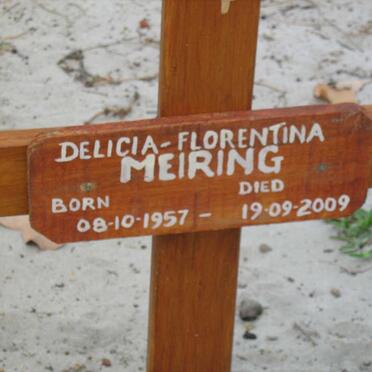 DELICIA-FLORENTINA
MEIRING
BORN DIED
08-10-1957 - 19-09-2009